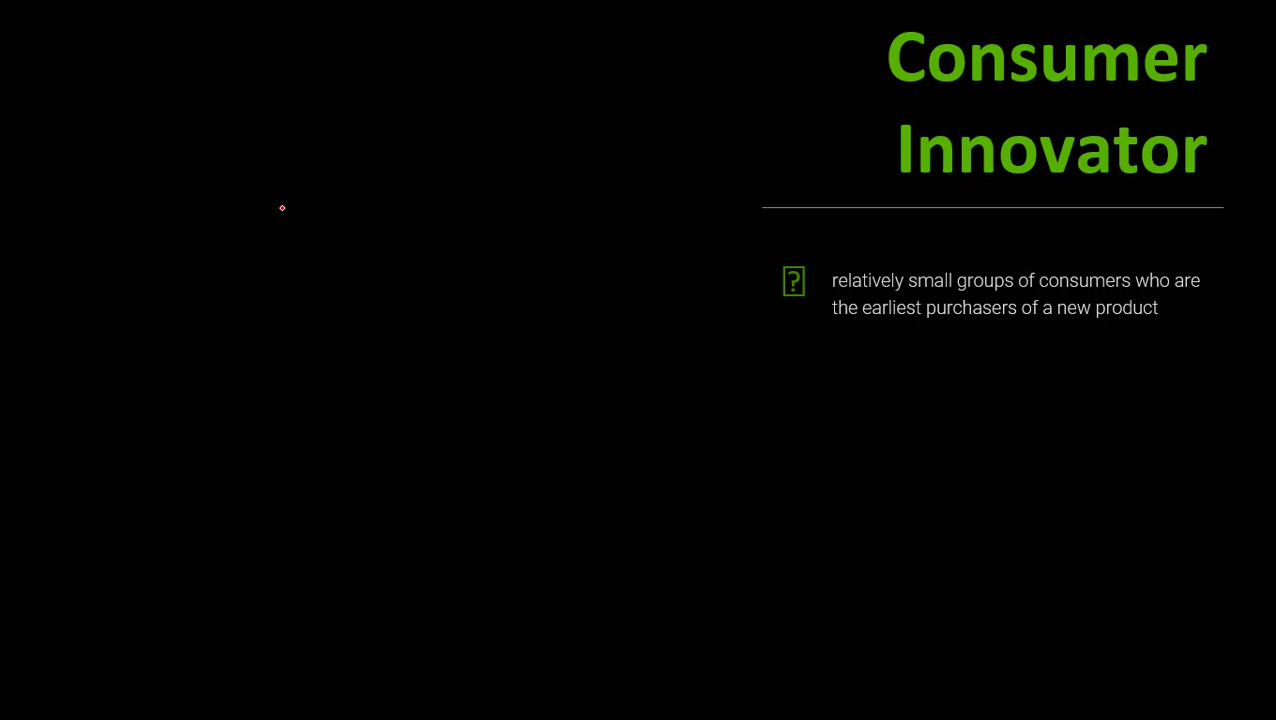 Consumer
Innovator
relatively small groups of consumers who are
the earliest purchasers of a new product